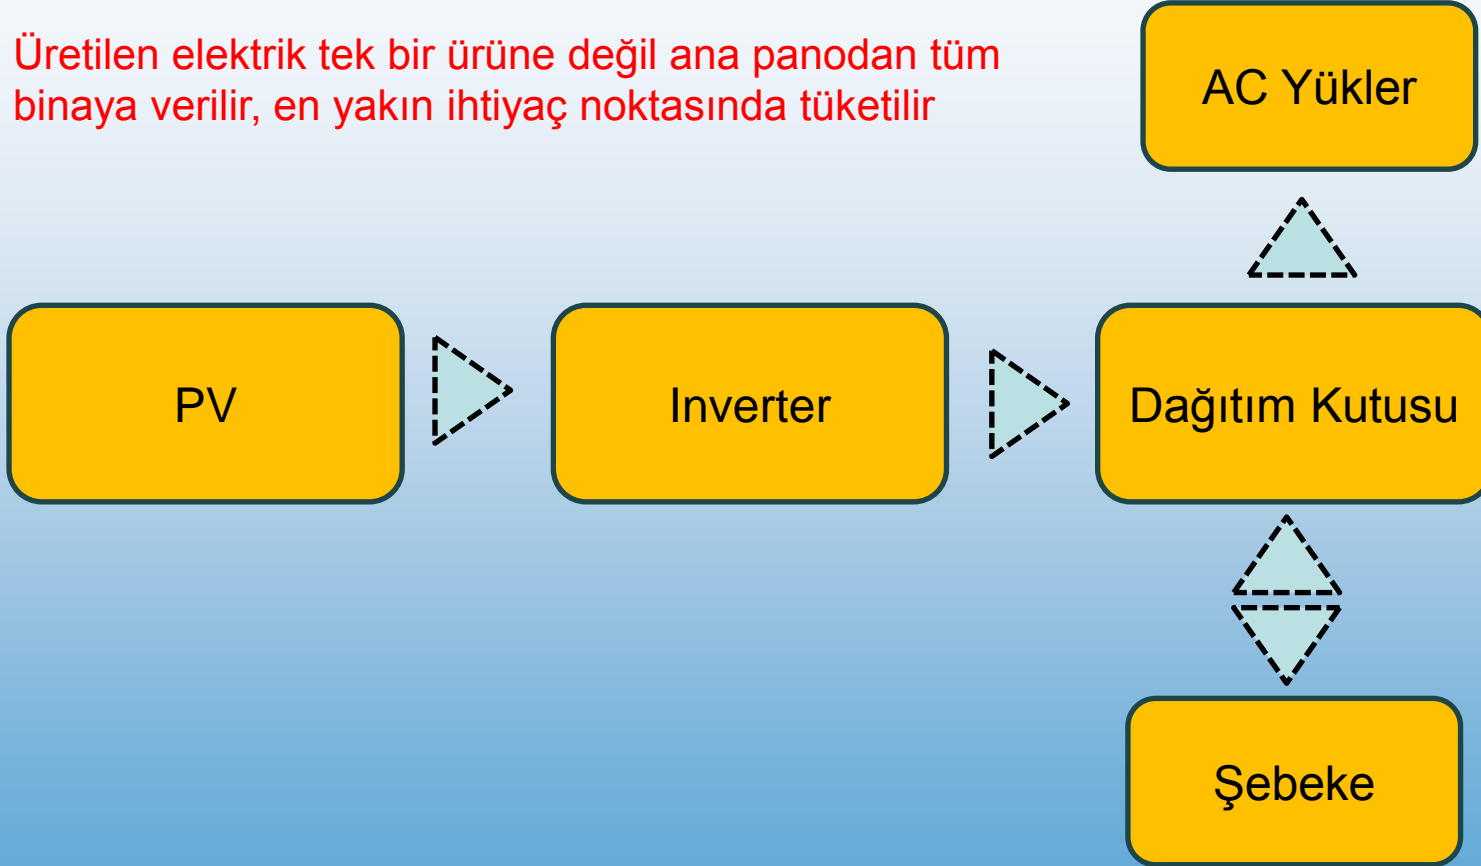 Üretilen elektrik tek bir ürüne değil ana panodan tüm
binaya verilir, en yakın ihtiyaç noktasında tüketilir
AC Yükler
PV
Inverter
Dağıtım Kutusu
Şebeke